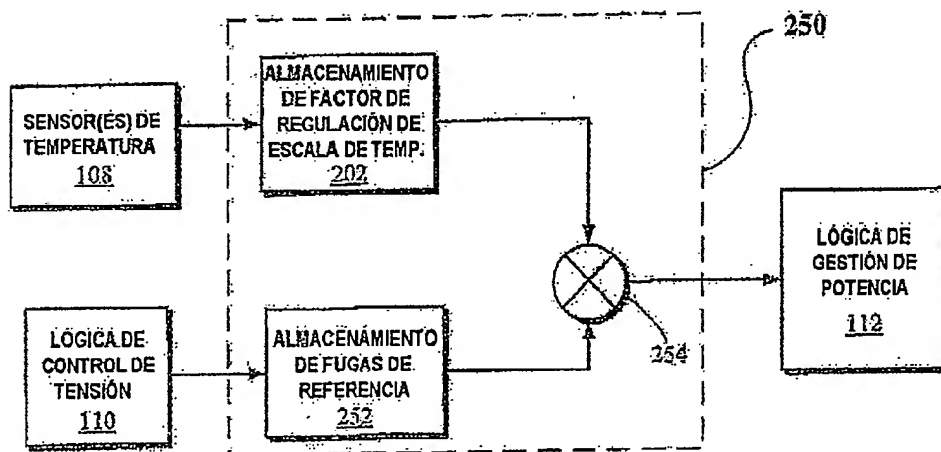 250
SENSOR(ES) DE
TEMPERATURA
108
ALMACENAMIENTO
DE FACTOR DE
REGULACIÓN DE
ESCALA DE TEMP.
202
LÓGICA DE
GESTIÓN DE
POTENCIA
112
254
LÓGICA DE
CONTROL DE
TENSIÓN
110
ALMACENAMIENTO
DE FUGAS DE
REFERENCIA
252